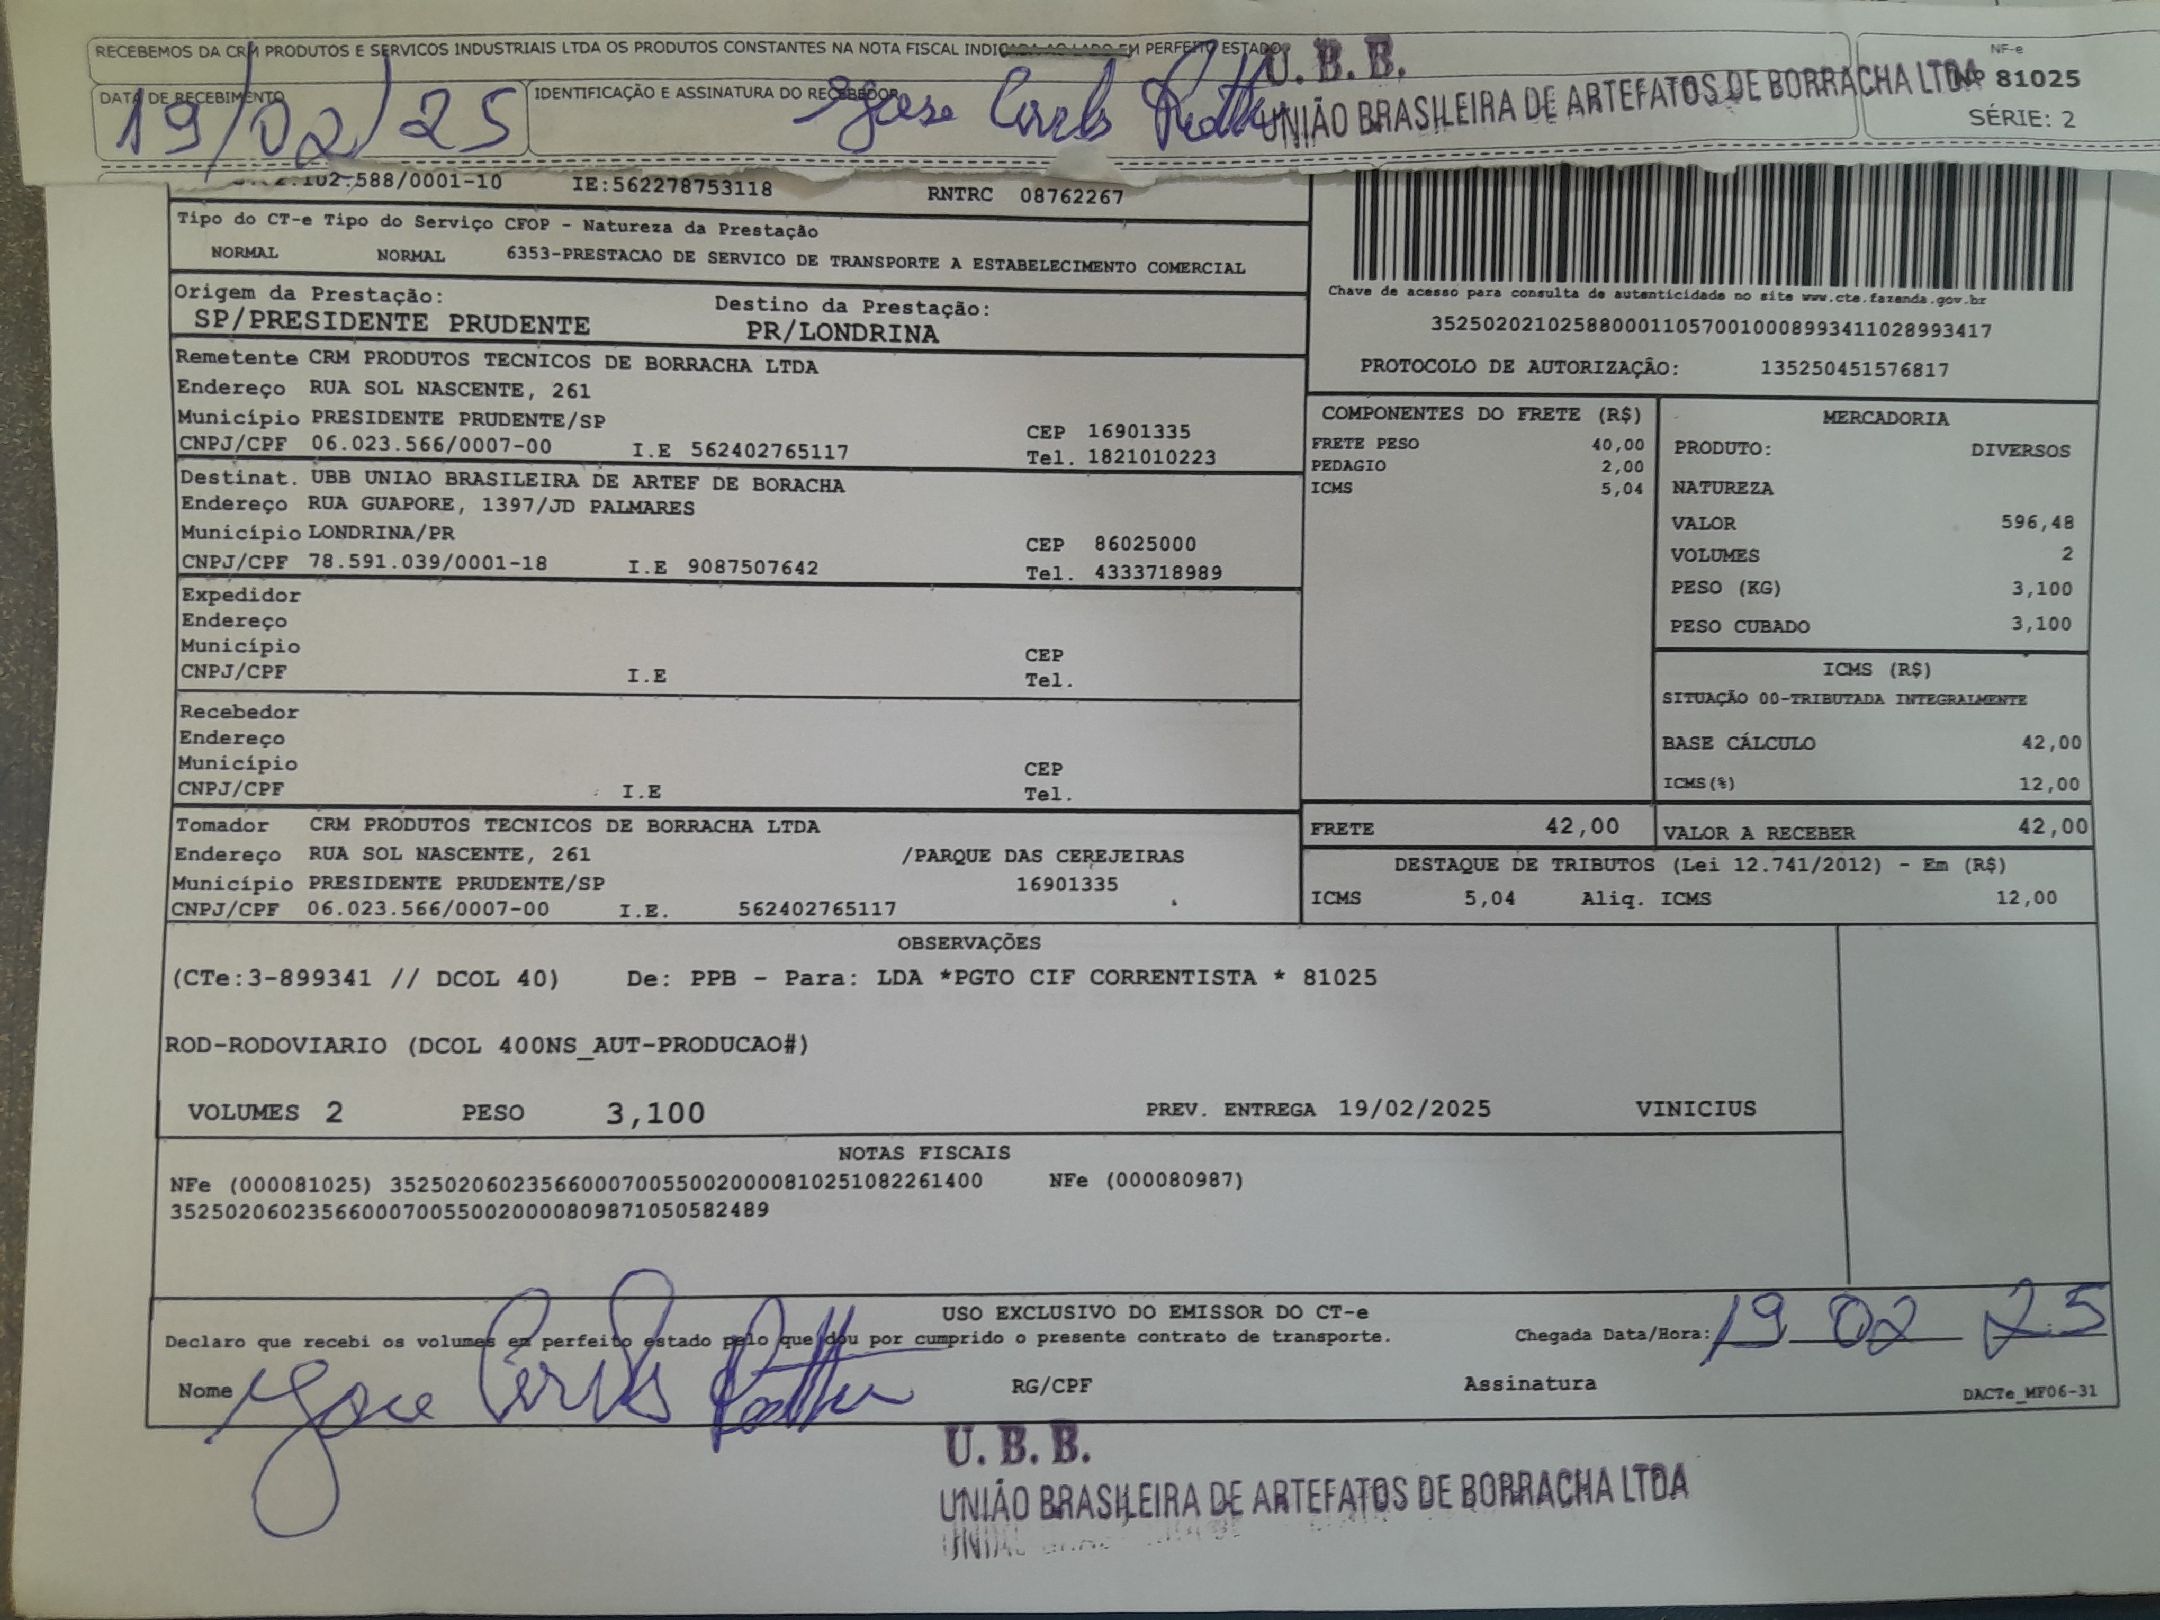 RECEBEMOS DA CRM PRODUTOS E SERVICOS INDUSTRIAIS LTDA OS PRODUTOS CONSTANTES NA NOTA FISCAL INDICADA AO LADO EM PERFEITO ESTADO
NF-e
Nº 81025
SÉRIE: 2
DATA DE RECEBIMENTO
19/02/25
IDENTIFICAÇÃO E ASSINATURA DO RECEBEDOR
Jose Carlos
U. B. B.
UNIÃO BRASILEIRA DE ARTEFATOS DE BORRACHA LTDA
.102.588/0001-10 IE:562278753118 RNTRC 08762267
Tipo do CT-e Tipo do Serviço CFOP - Natureza da Prestação
NORMAL NORMAL 6353-PRESTACAO DE SERVICO DE TRANSPORTE A ESTABELECIMENTO COMERCIAL
Origem da Prestação: Destino da Prestação:
SP/PRESIDENTE PRUDENTE PR/LONDRINA
Chave de acesso para consulta de autenticidade no site www.cte.fazenda.gov.br
35250202102588000110570010008993411028993417
PROTOCOLO DE AUTORIZAÇÃO: 135250451576817
Remetente CRM PRODUTOS TECNICOS DE BORRACHA LTDA
Endereço RUA SOL NASCENTE, 261
Município PRESIDENTE PRUDENTE/SP CEP 16901335
CNPJ/CPF 06.023.566/0007-00 I.E 562402765117 Tel. 1821010223
Destinat. UBB UNIAO BRASILEIRA DE ARTEF DE BORACHA
Endereço RUA GUAPORE, 1397/JD PALMARES
Município LONDRINA/PR CEP 86025000
CNPJ/CPF 78.591.039/0001-18 I.E 9087507642 Tel. 4333718989
Expedidor
Endereço
Município CEP
CNPJ/CPF I.E Tel.
Recebedor
Endereço
Município CEP
CNPJ/CPF I.E Tel.
Tomador CRM PRODUTOS TECNICOS DE BORRACHA LTDA
Endereço RUA SOL NASCENTE, 261 /PARQUE DAS CEREJEIRAS
Município PRESIDENTE PRUDENTE/SP 16901335
CNPJ/CPF 06.023.566/0007-00 I.E. 562402765117
COMPONENTES DO FRETE (R$)
FRETE PESO 40,00
PEDAGIO 2,00
ICMS 5,04
MERCADORIA
PRODUTO: DIVERSOS
NATUREZA
VALOR 596,48
VOLUMES 2
PESO (KG) 3,100
PESO CUBADO 3,100
ICMS (R$)
SITUAÇÃO 00-TRIBUTADA INTEGRALMENTE
BASE CÁLCULO 42,00
ICMS(%) 12,00
FRETE 42,00 VALOR A RECEBER 42,00
DESTAQUE DE TRIBUTOS (Lei 12.741/2012) - Em (R$)
ICMS 5,04 Aliq. ICMS 12,00
OBSERVAÇÕES
(CTe:3-899341 // DCOL 40) De: PPB - Para: LDA *PGTO CIF CORRENTISTA * 81025
ROD-RODOVIARIO (DCOL 400NS_AUT-PRODUCAO#)
VOLUMES 2 PESO 3,100 PREV. ENTREGA 19/02/2025 VINICIUS
NOTAS FISCAIS
NFe (000081025) 35250206023566000700550020000810251082261400 NFe (000080987)
35250206023566000700550020000809871050582489
USO EXCLUSIVO DO EMISSOR DO CT-e
Declaro que recebi os volumes em perfeito estado pelo que dou por cumprido o presente contrato de transporte. Chegada Data/Hora: 19 02 25
Nome Jose Carlos RG/CPF Assinatura DACTe_MF06-31
U. B. B.
UNIÃO BRASILEIRA DE ARTEFATOS DE BORRACHA LTDA